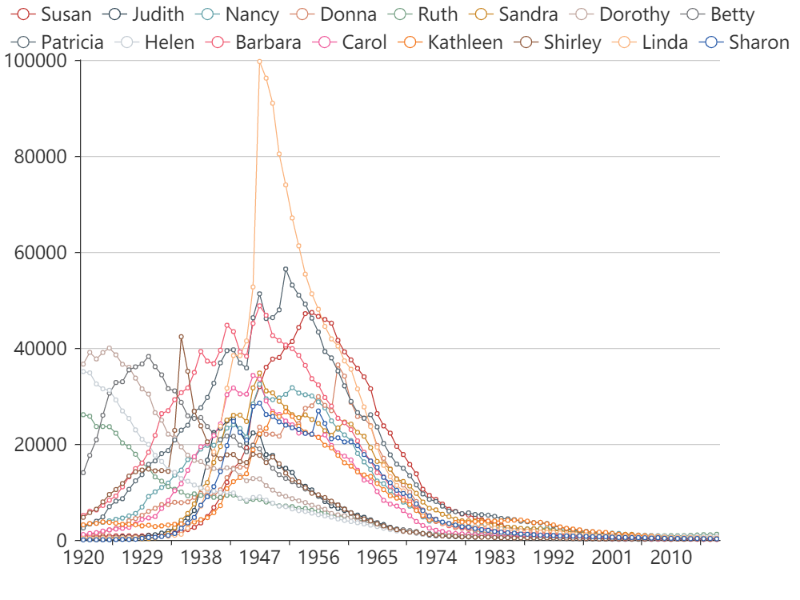 Susan Judith Nancy Donna Ruth Sandra Dorothy Betty
Patricia Helen Barbara Carol Kathleen Shirley Linda Sharon
100000
80000
60000
40000
20000
0
1920 1929 1938 1947 1956 1965 1974 1983 1992 2001 2010